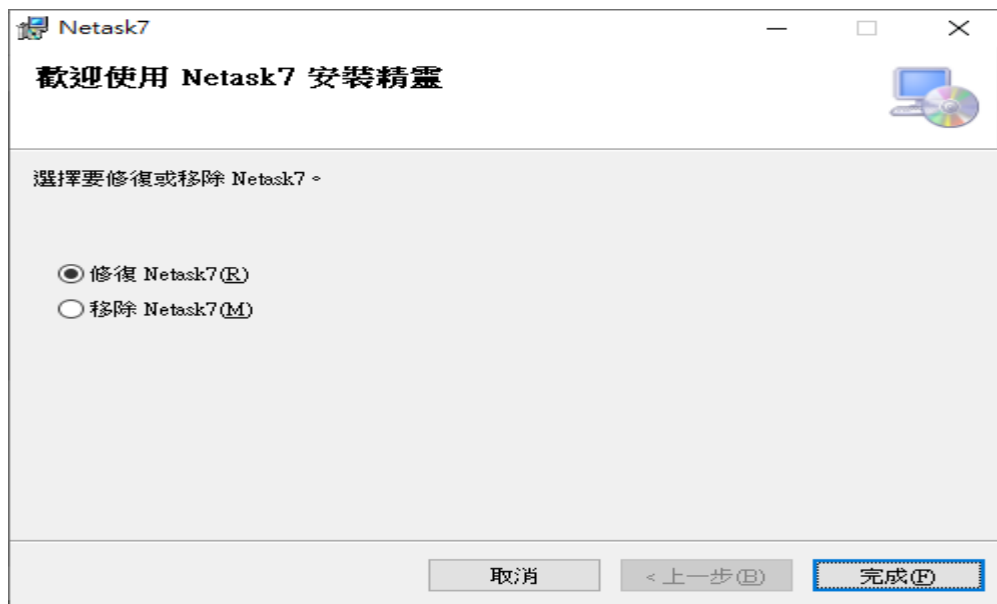 Netask7
歡迎使用 Netask7 安裝精靈
選擇要修復或移除 Netask7。
修復 Netask7(R)
移除 Netask7(M)
取消
< 上一步(B)
完成(F)